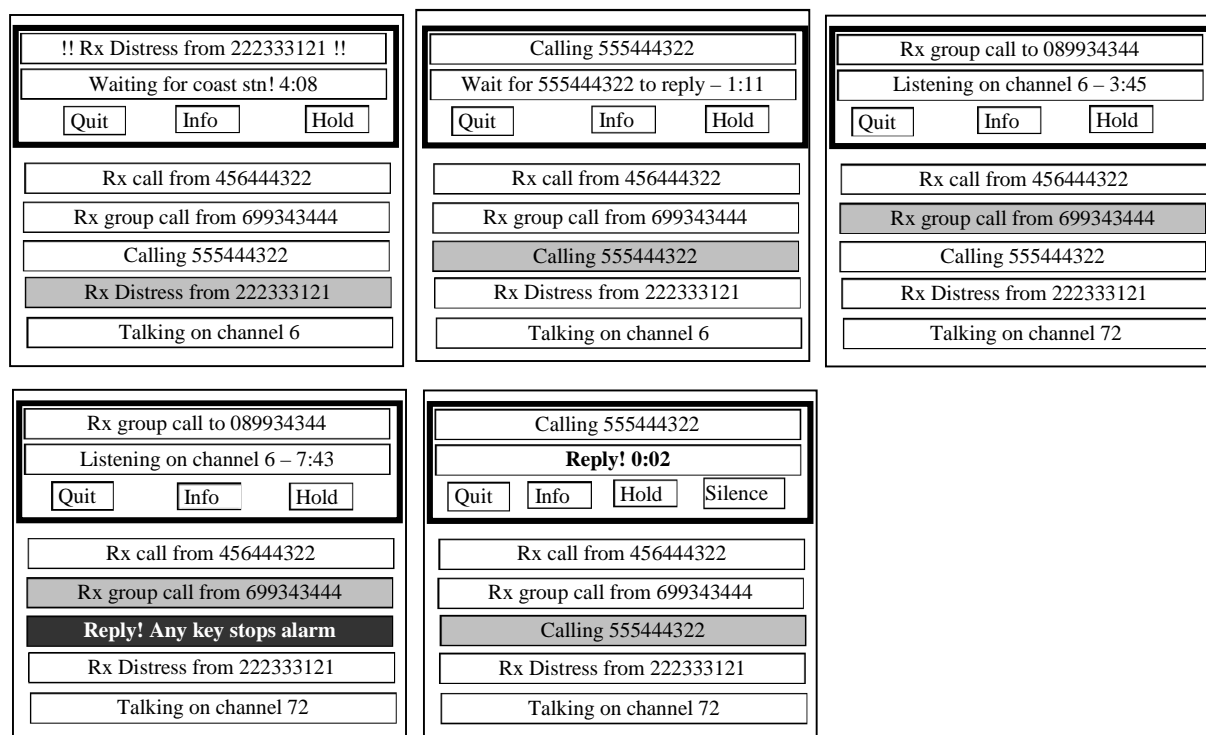 !! Rx Distress from 222333121 !!
Waiting for coast stn! 4:08
Quit Info Hold
Rx call from 456444322
Rx group call from 699343444
Calling 555444322
Rx Distress from 222333121
Talking on channel 6
Calling 555444322
Wait for 555444322 to reply – 1:11
Quit Info Hold
Rx call from 456444322
Rx group call from 699343444
Calling 555444322
Rx Distress from 222333121
Talking on channel 6
Rx group call to 089934344
Listening on channel 6 – 3:45
Quit Info Hold
Rx call from 456444322
Rx group call from 699343444
Calling 555444322
Rx Distress from 222333121
Talking on channel 72
Rx group call to 089934344
Listening on channel 6 – 7:43
Quit Info Hold
Rx call from 456444322
Rx group call from 699343444
Reply! Any key stops alarm
Rx Distress from 222333121
Talking on channel 72
Calling 555444322
Reply! 0:02
Quit Info Hold Silence
Rx call from 456444322
Rx group call from 699343444
Calling 555444322
Rx Distress from 222333121
Talking on channel 72